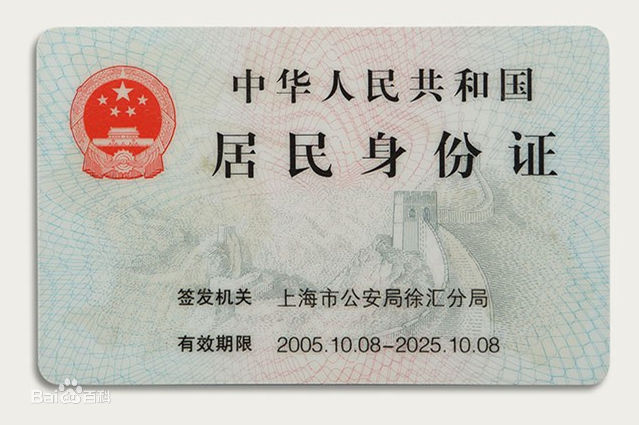 中华人民共和国
居民身份证
签发机关 上海市公安局徐汇分局
有效期限 2005.10.08-2025.10.08
Bai百科